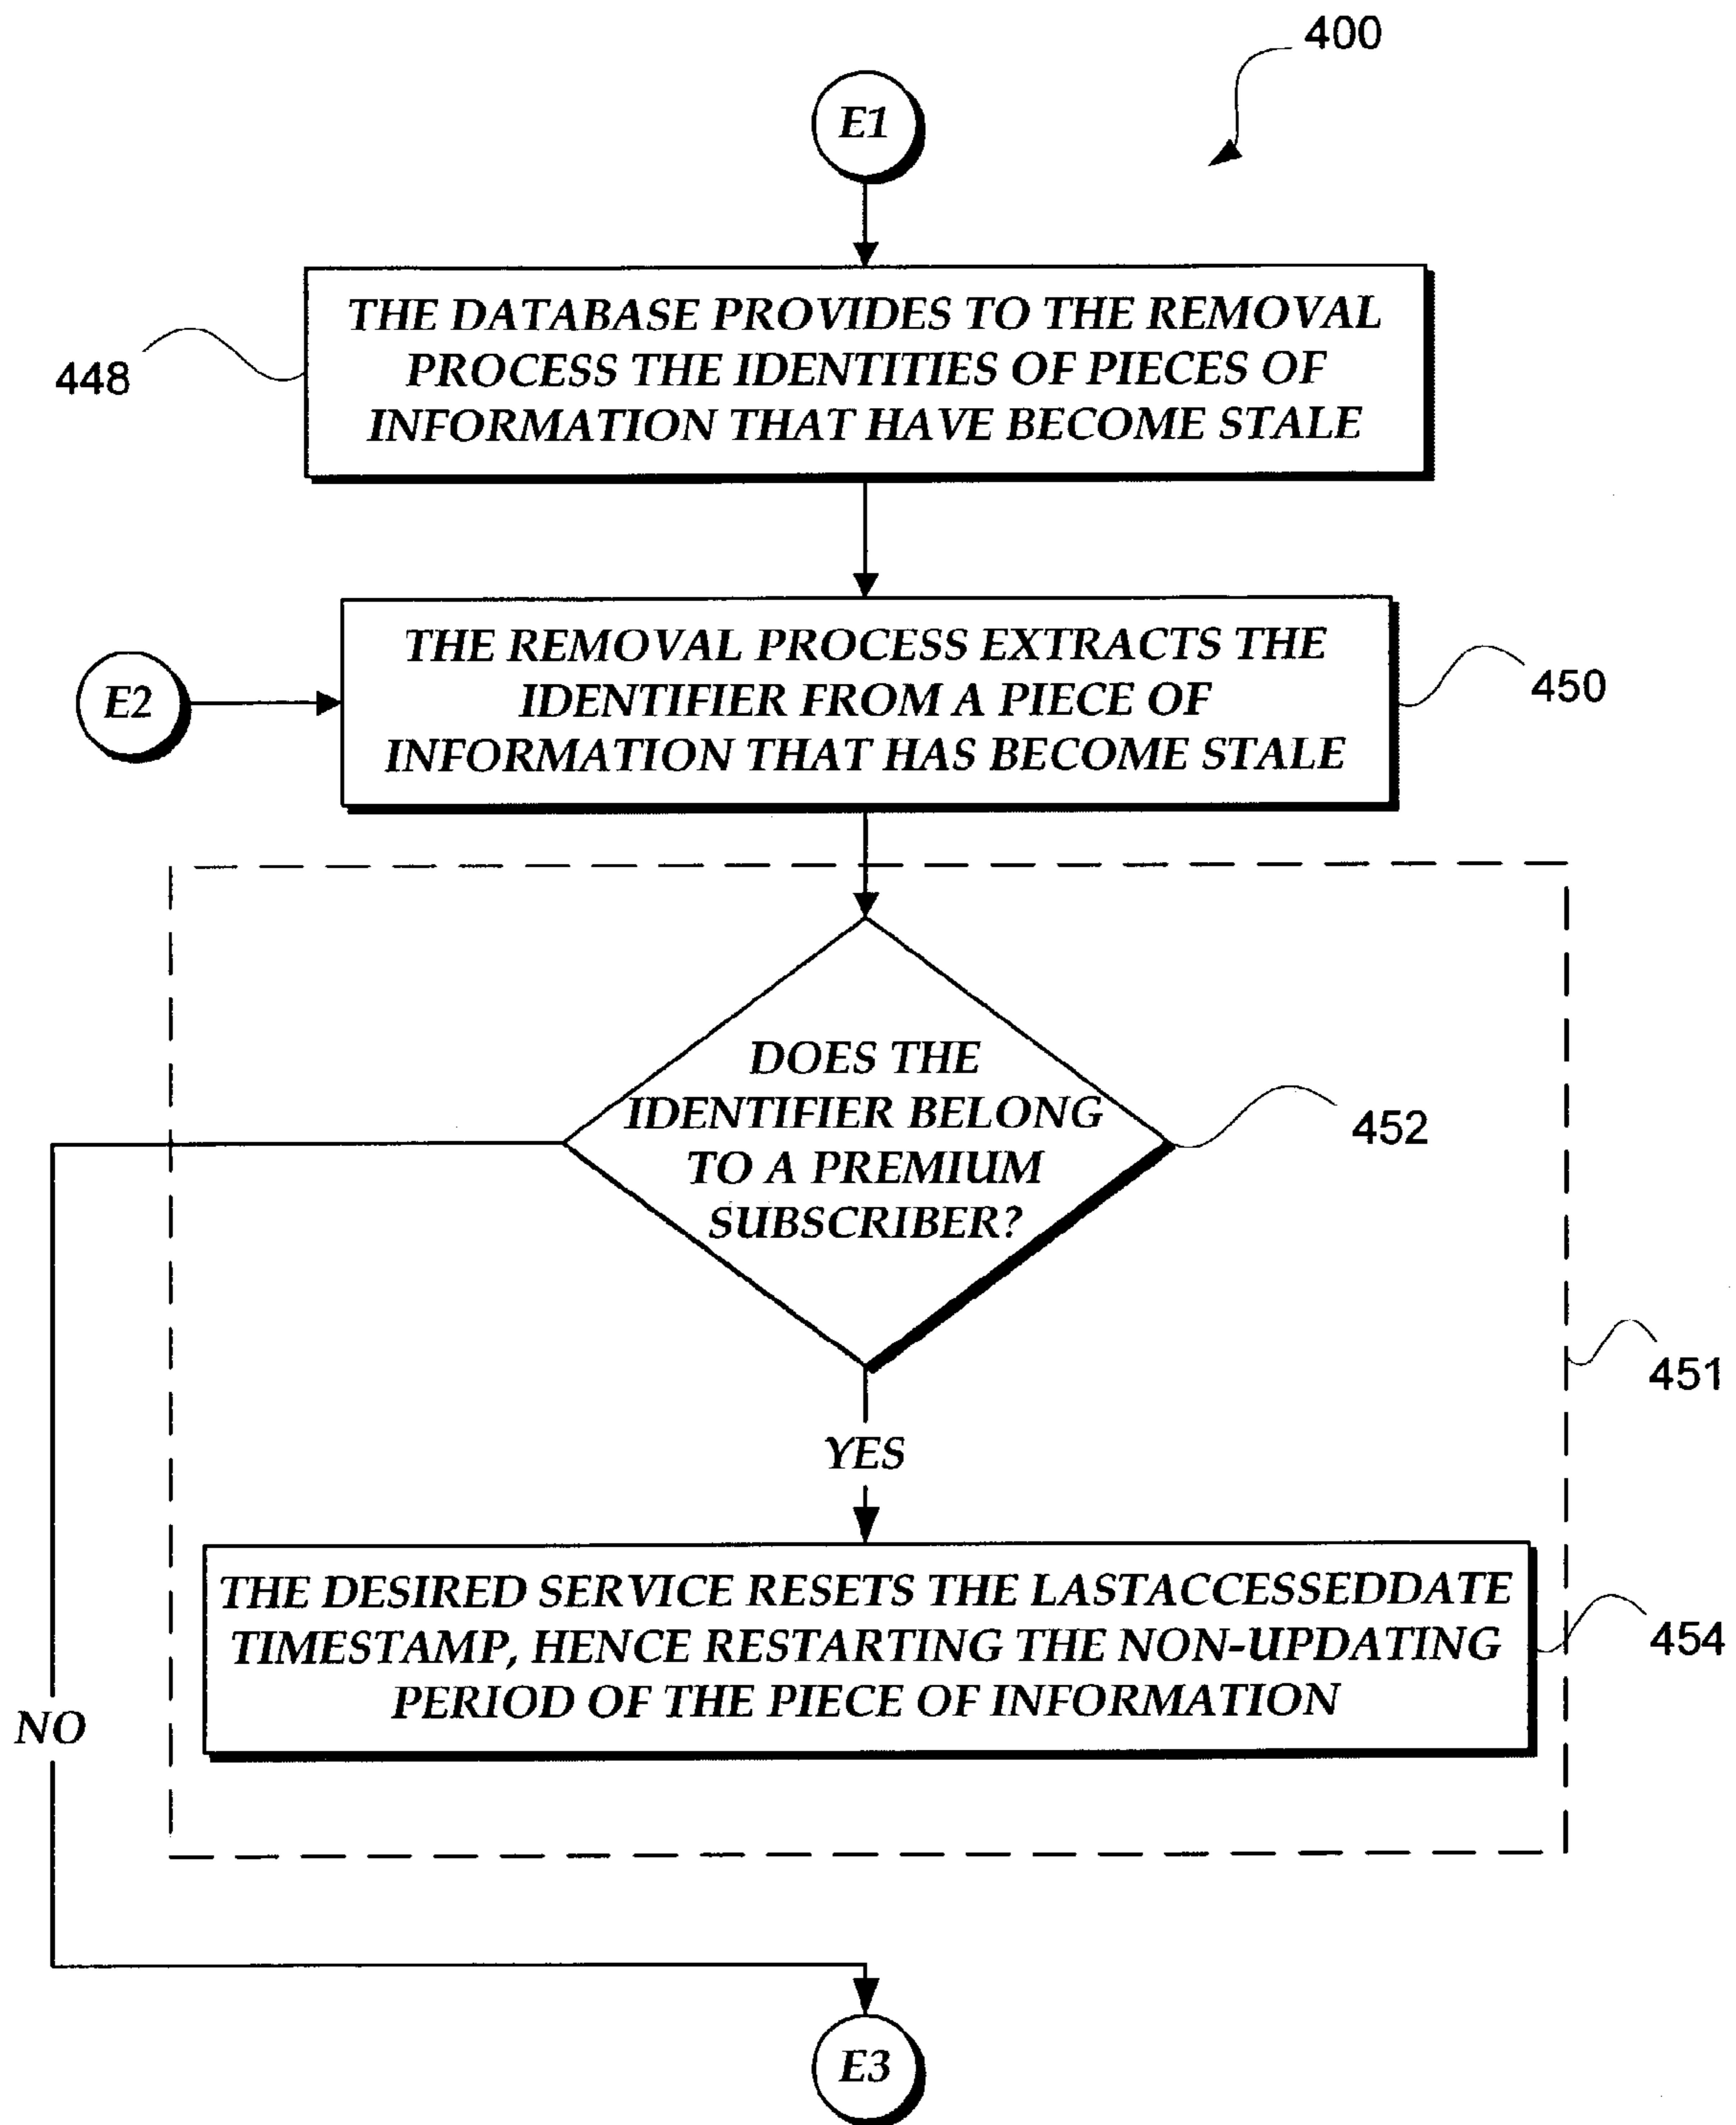 400
E1
THE DATABASE PROVIDES TO THE REMOVAL
PROCESS THE IDENTITIES OF PIECES OF
INFORMATION THAT HAVE BECOME STALE
448
THE REMOVAL PROCESS EXTRACTS THE
IDENTIFIER FROM A PIECE OF
INFORMATION THAT HAS BECOME STALE
E2
450
DOES THE
IDENTIFIER BELONG
TO A PREMIUM
SUBSCRIBER?
452
451
YES
THE DESIRED SERVICE RESETS THE LASTACCESSEDDATE
TIMESTAMP, HENCE RESTARTING THE NON-UPDATING
PERIOD OF THE PIECE OF INFORMATION
454
NO
E3